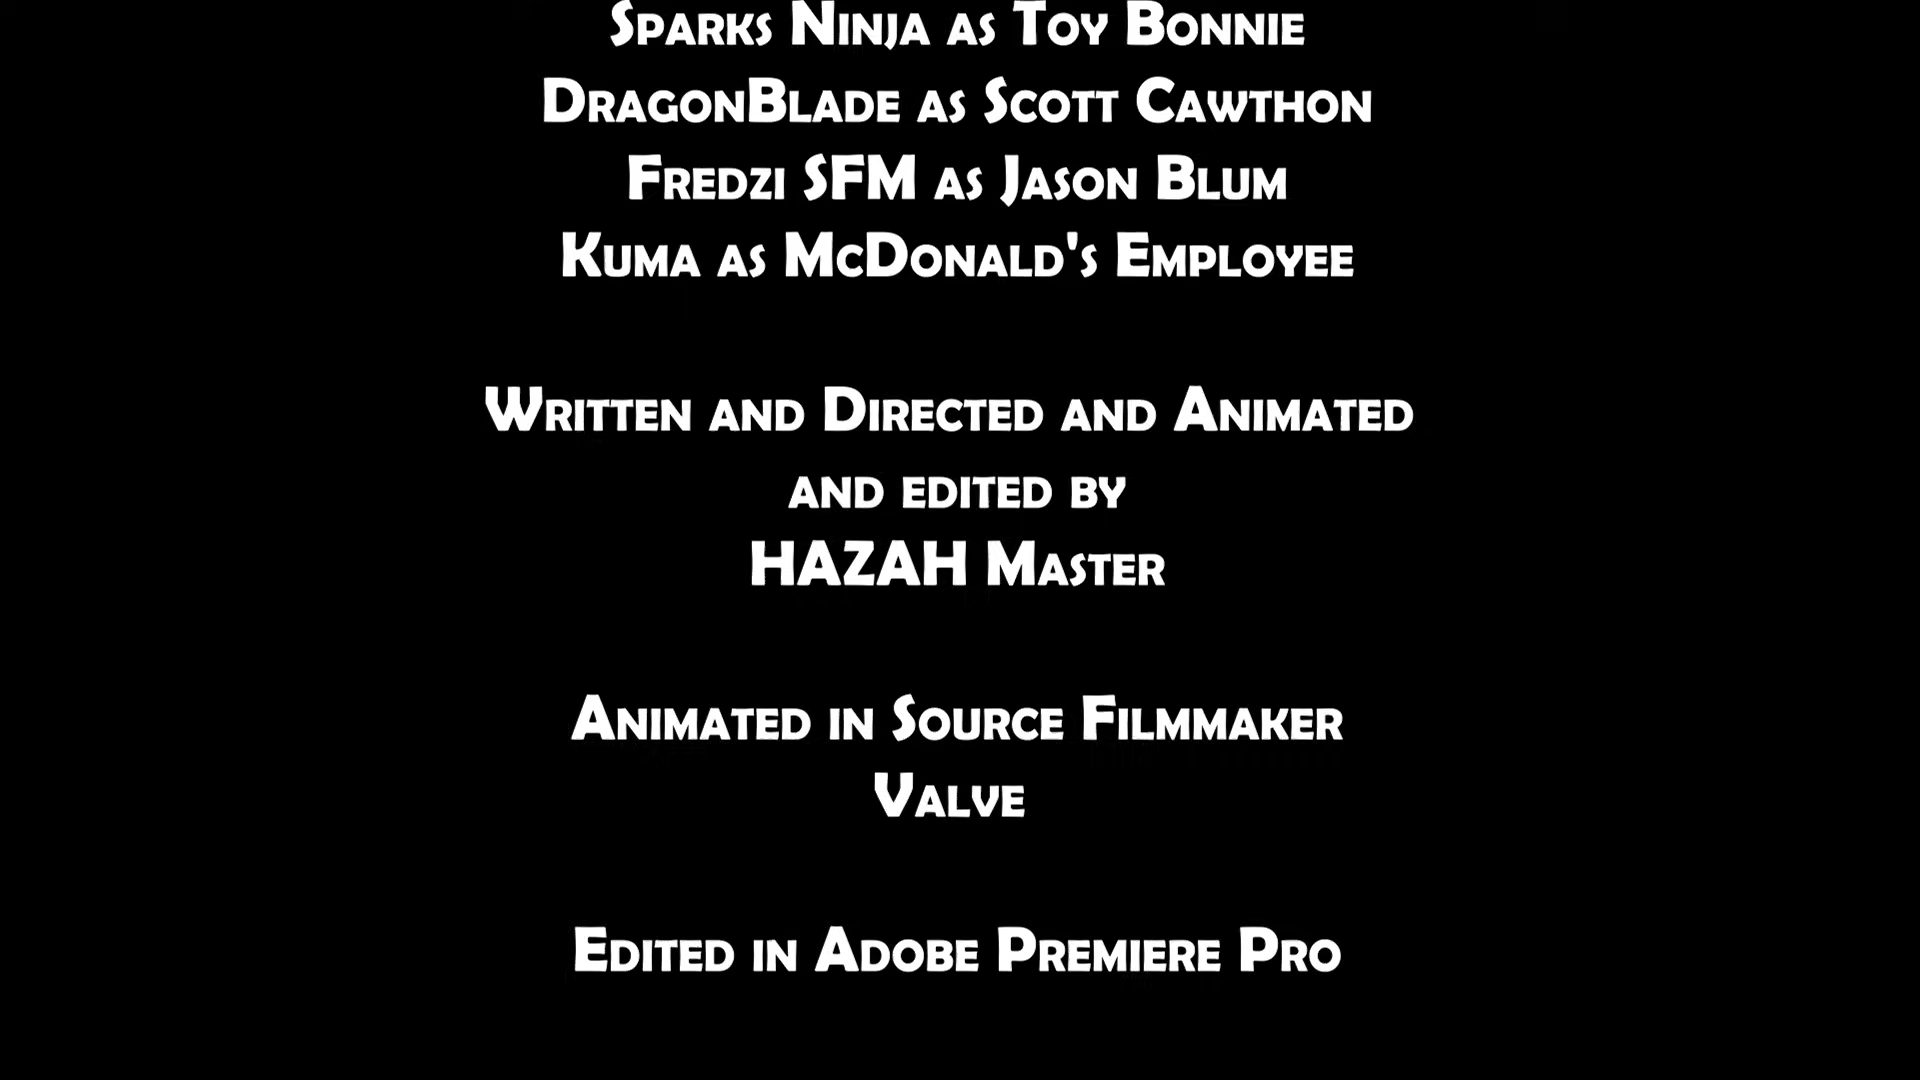 Sparks Ninja as Toy Bonnie
DragonBlade as Scott Cawthon
Fredzi SFM as Jason Blum
Kuma as McDonald's Employee
Written and Directed and Animated
and edited by
HAZAH Master
Animated in Source Filmmaker
Valve
Edited in Adobe Premiere Pro